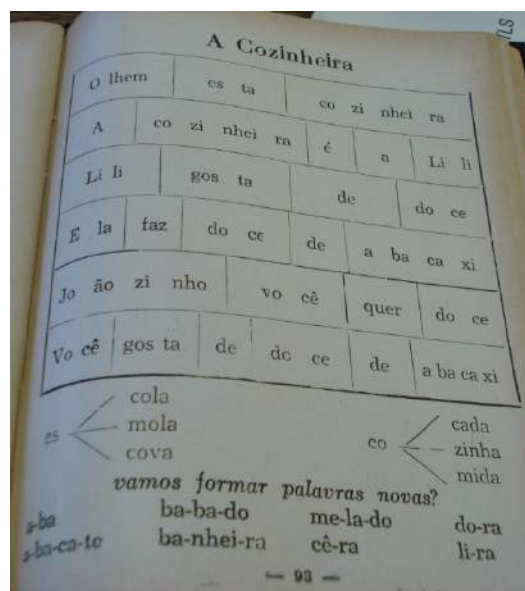 A Cozinheira
O lhem es ta co zi nhei ra
A co zi nhei ra é a Li li
Li li gos ta de do ce
E la faz do ce de a ba ca xi
Jo ão zi nho vo cê quer do ce
Vo cê gos ta de do ce de a ba ca xi
es cola mola cova
co cada zinha mida
vamos formar palavras novas?
a-ba ba-ba-do me-la-do do-ra
a-ba-ca-te ba-nhei-ra cê-ra li-ra
— 93 —